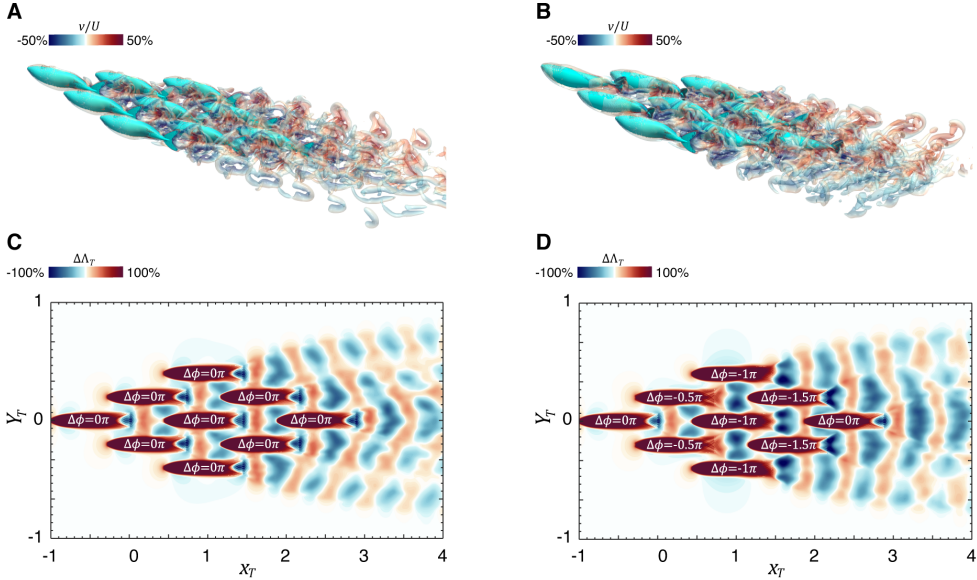 A
v/U
-50% 50%
B
v/U
-50% 50%
C
ΔΛ_T
-100% 100%
1
0
-1
Y_T
Δϕ=0π
Δϕ=0π Δϕ=0π
Δϕ=0π Δϕ=0π Δϕ=0π
Δϕ=0π Δϕ=0π
Δϕ=0π
-1 0 1 2 3 4
x_T
D
ΔΛ_T
-100% 100%
1
0
-1
Y_T
Δϕ=-1π
Δϕ=-0.5π Δϕ=-1.5π
Δϕ=0π Δϕ=-1π Δϕ=0π
Δϕ=-0.5π Δϕ=-1.5π
Δϕ=-1π
-1 0 1 2 3 4
x_T